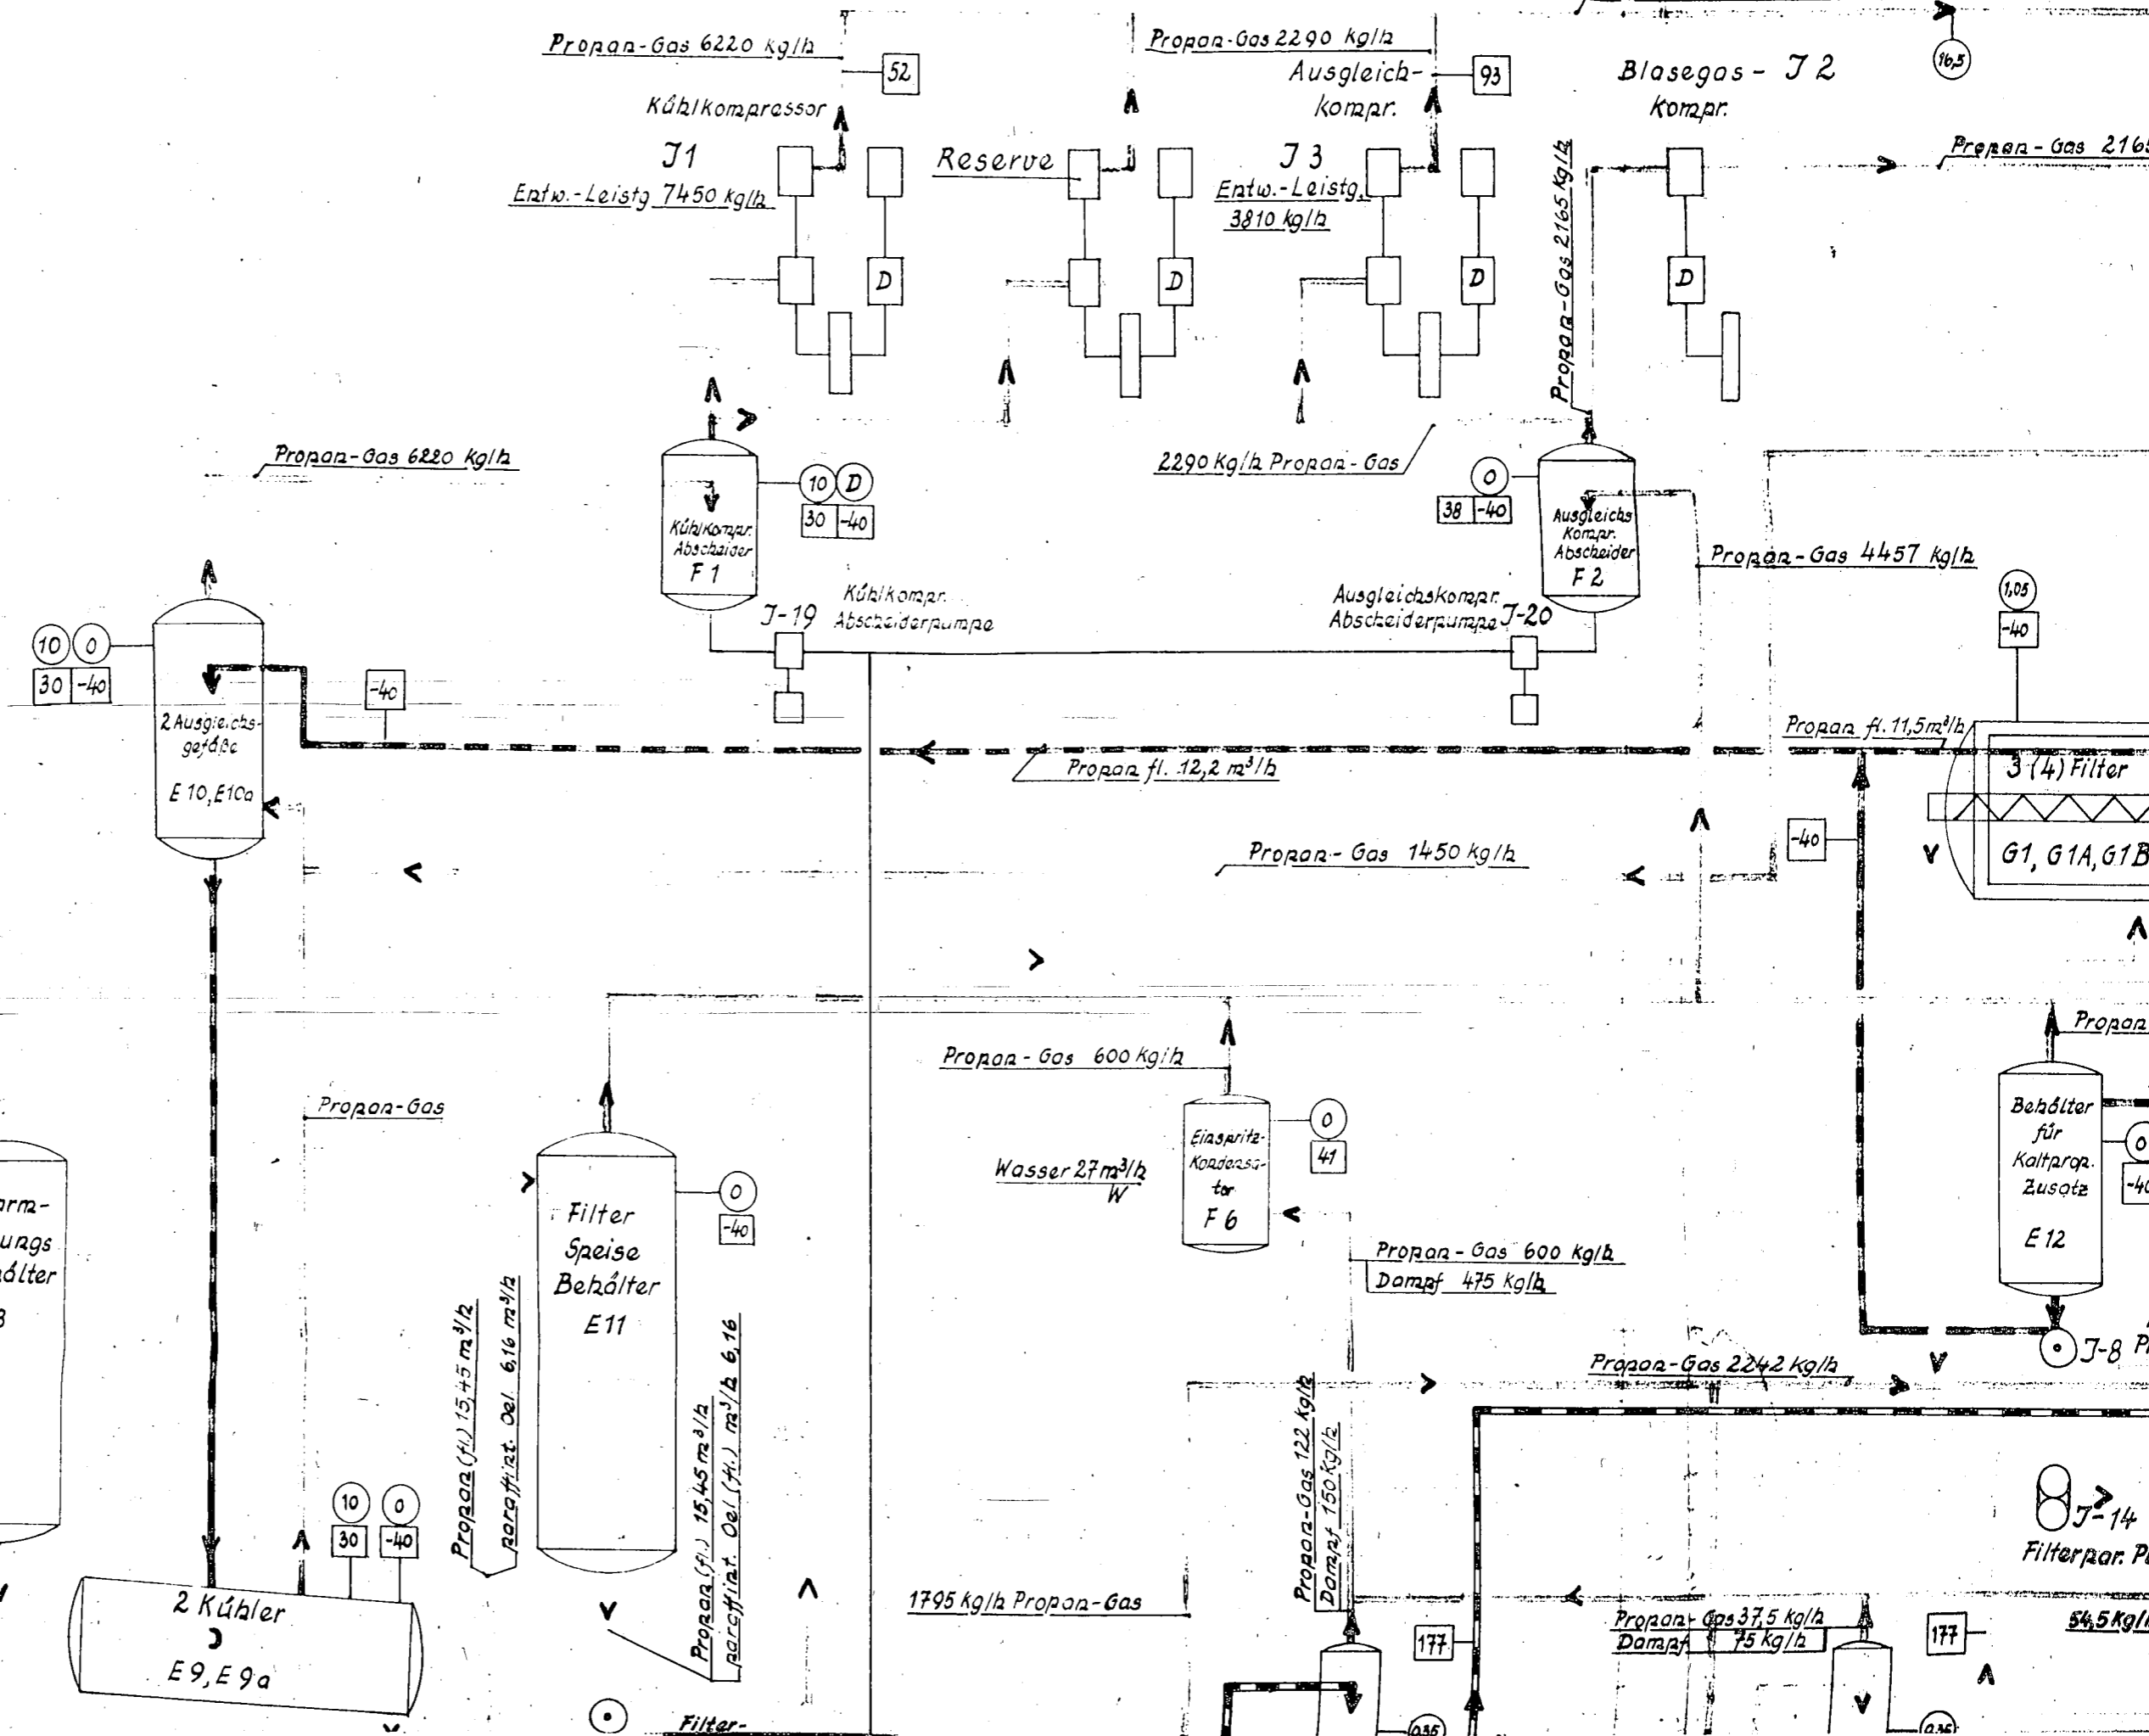 Propan-Gas 6220 kg/h
52
Propan-Gas 2290 kg/h
93
16,5
Kühlkompressor
J1
Entw.-Leistg 7450 kg/h
Reserve
Ausgleich-
kompr.
J 3
Entw.-Leistg.
3810 kg/h
Blasegas- J 2
kompr.
Propan-Gas 2165
Propan-Gas 2165 kg/h
D
D
D
D
Propan-Gas 6220 kg/h
10 D
30 -40
Kühlkompr.
Abscheider
F 1
2290 kg/h Propan-Gas
0
38 -40
Ausgleichs
Kompr.
Abscheider
F 2
Propan-Gas 4457 kg/h
1,05
-40
J-19
Kühlkompr.
Abscheiderpumpe
Ausgleichskompr.
Abscheiderpumpe J-20
10 0
30 -40
-40
2 Ausgleichs-
gefäße
E 10, E10a
Propan fl. 12,2 m³/h
Propan fl. 11,5 m³/h
3 (4) Filter
G1, G1A, G1B
-40
Propan-Gas 1450 kg/h
Propan-Gas
Propan-Gas 600 kg/h
Einspritz-
Kondensa-
tor
F 6
0
41
Wasser 27 m³/h
W
Propan-Gas 600 kg/h
Dampf 475 kg/h
Propan
Behälter
für
Kaltprop.
Zusatz
E 12
0
-40
J-8
Filter
Speise
Behälter
E11
0
-40
Propan (fl.) 15,45 m³/h
paraffint. Oel. 6,16 m³/h
Propan (fl.) 15,45 m³/h
paraffint. Oel (fl.) m³/h 6,16
Propan-Gas 2242 kg/h
Propan-Gas 122 kg/h
Dampf 150 kg/h
1795 kg/h Propan-Gas
177
Propan-Gas 37,5 kg/h
Dampf 75 kg/h
177
54,5 kg/h
J-14
Filterpar. P
10 0
30 -40
2 Kühler
E 9, E 9a
Filter-
0,35
0,35